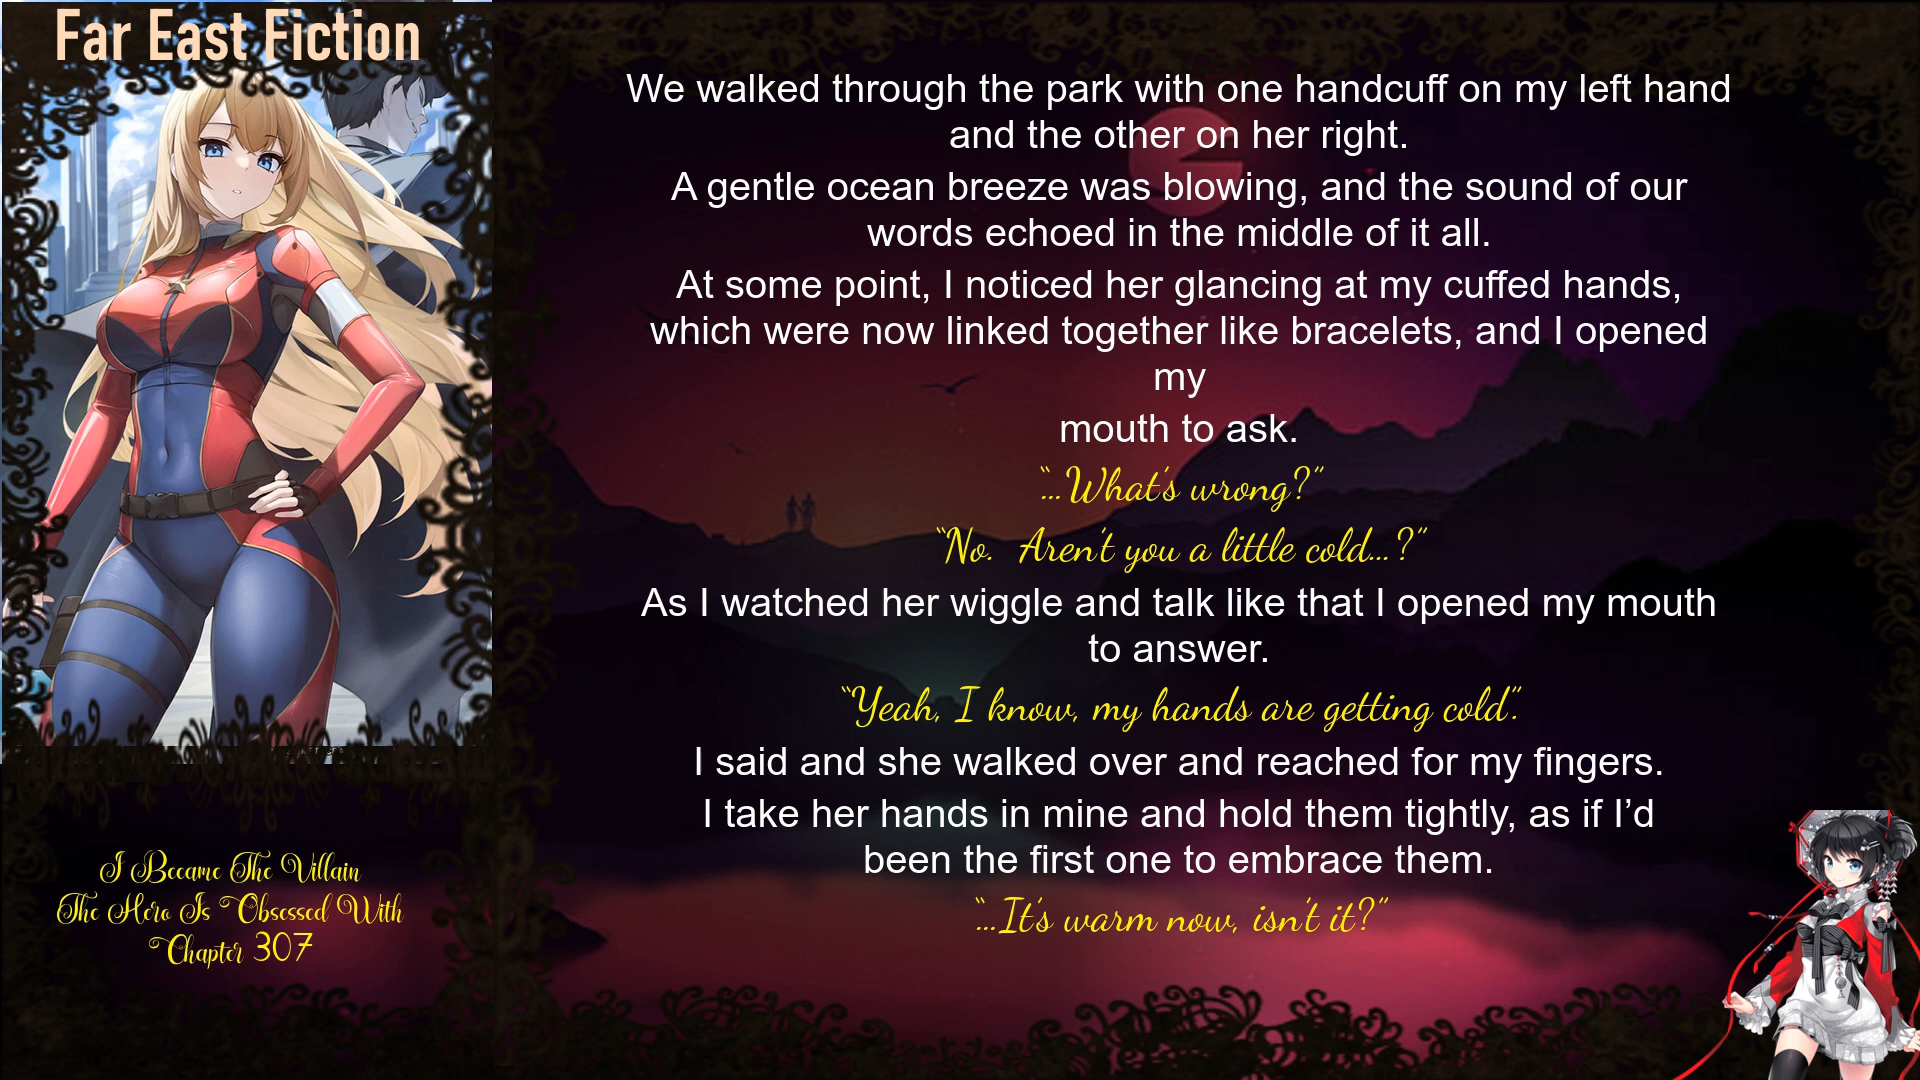 Far East Fiction
We walked through the park with one handcuff on my left hand
and the other on her right.
A gentle ocean breeze was blowing, and the sound of our
words echoed in the middle of it all.
At some point, I noticed her glancing at my cuffed hands,
which were now linked together like bracelets, and I opened
my
mouth to ask.
“…What’s wrong?”
“No.  Aren’t you a little cold…?”
As I watched her wiggle and talk like that I opened my mouth
to answer.
“Yeah, I know, my hands are getting cold”.
I said and she walked over and reached for my fingers.
I take her hands in mine and hold them tightly, as if I’d
been the first one to embrace them.
“…It’s warm now, isn’t it?”
I Became The Villain
The Hero Is Obsessed With
Chapter 307